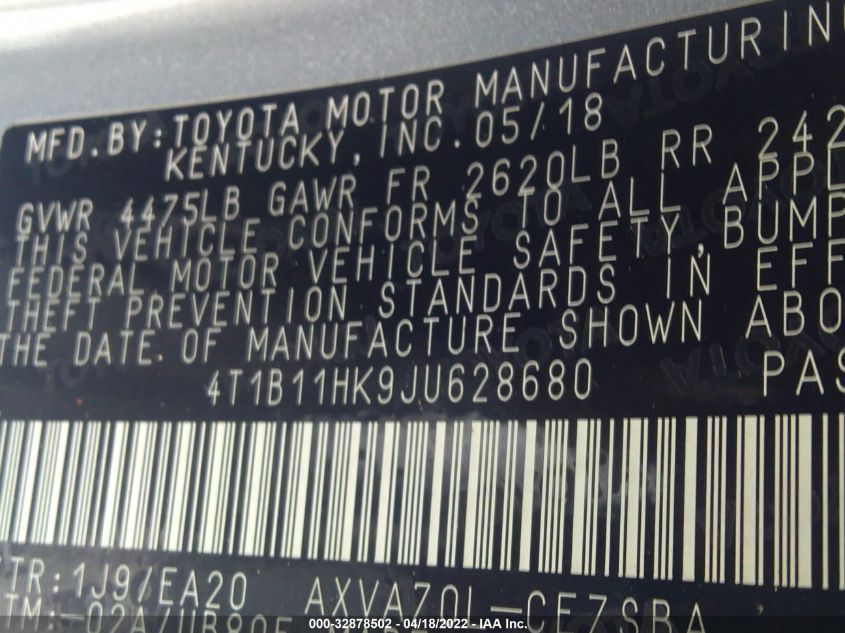 MFD. BY: TOYOTA MOTOR MANUFACTURING
KENTUCKY, INC. 05/18
GVWR 4475LB GAWR FR 2620LB RR 242
THIS VEHICLE CONFORMS TO ALL APPL
FEDERAL MOTOR VEHICLE SAFETY, BUMP
THEFT PREVENTION STANDARDS IN EFF
THE DATE OF MANUFACTURE SHOWN ABO
4T1B11HK9JU628680 PAS
TR: 1J9/EA20 AXVA70L-CEZSBA
000-32878502 - 04/18/2022 - IAA Inc.